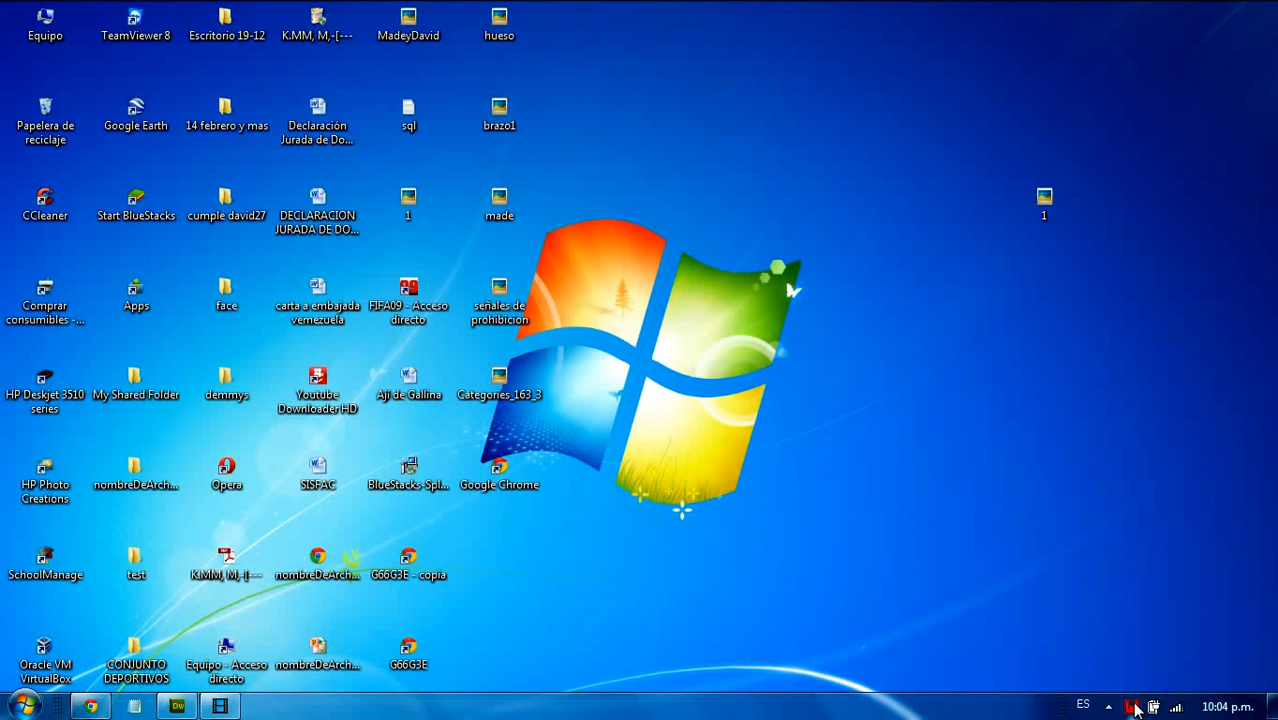 Equipo
TeamViewer 8
Escritorio 19-12
K.MM, M,-[---
MadeyDavid
hueso
Papelera de
reciclaje
Google Earth
14 febrero y mas
Declaración
Jurada de Do...
sql
brazo1
CCleaner
Start BlueStacks
cumple david27
DECLARACION
JURADA DE DO...
1
made
1
Comprar
consumibles -...
Apps
face
carta a embajada
vemezuela
FIFA09 - Acceso
directo
señales de
prohibicion
HP Deskjet 3510
series
My Shared Folder
demmys
Youtube
Downloader HD
Ají de Gallina
Categories_163_3
HP Photo
Creations
nombreDeArch...
Opera
SISFAC
BlueStacks-Spl...
Google Chrome
SchoolManage
test
K.MM, M,-[---
nombreDeArch...
G66G3E - copia
Oracle VM
VirtualBox
CONJUNTO
DEPORTIVOS
Equipo - Acceso
directo
nombreDeArch...
G66G3E
Dw
ES
10:04 p.m.